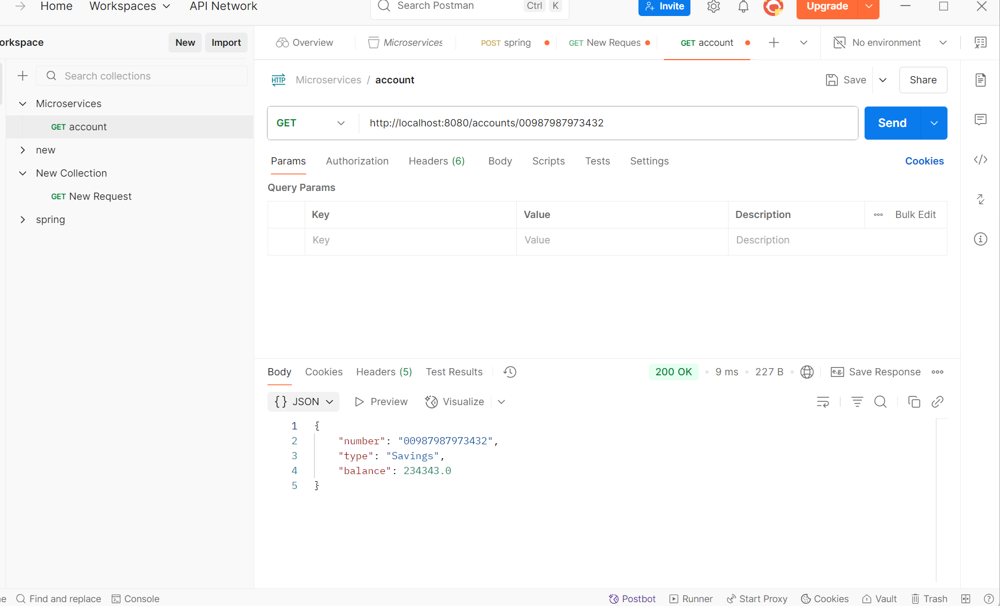 Home Workspaces API Network Search Postman Ctrl K Invite Upgrade
orkspace New Import
Overview Microservices POST spring GET New Reques GET account No environment
Search collections
Microservices
GET account
new
New Collection
GET New Request
spring
HTTP Microservices / account Save Share
GET http://localhost:8080/accounts/00987987973432 Send
Params Authorization Headers (6) Body Scripts Tests Settings Cookies
Query Params
Key Value Description Bulk Edit
Key Value Description
Body Cookies Headers (5) Test Results 200 OK • 9 ms • 227 B • e.g. Save Response
{} JSON Preview Visualize
1 {
2 "number": "00987987973432",
3 "type": "Savings",
4 "balance": 234343.0
5 }
ne Find and replace Console Postbot Runner Start Proxy Cookies Vault Trash